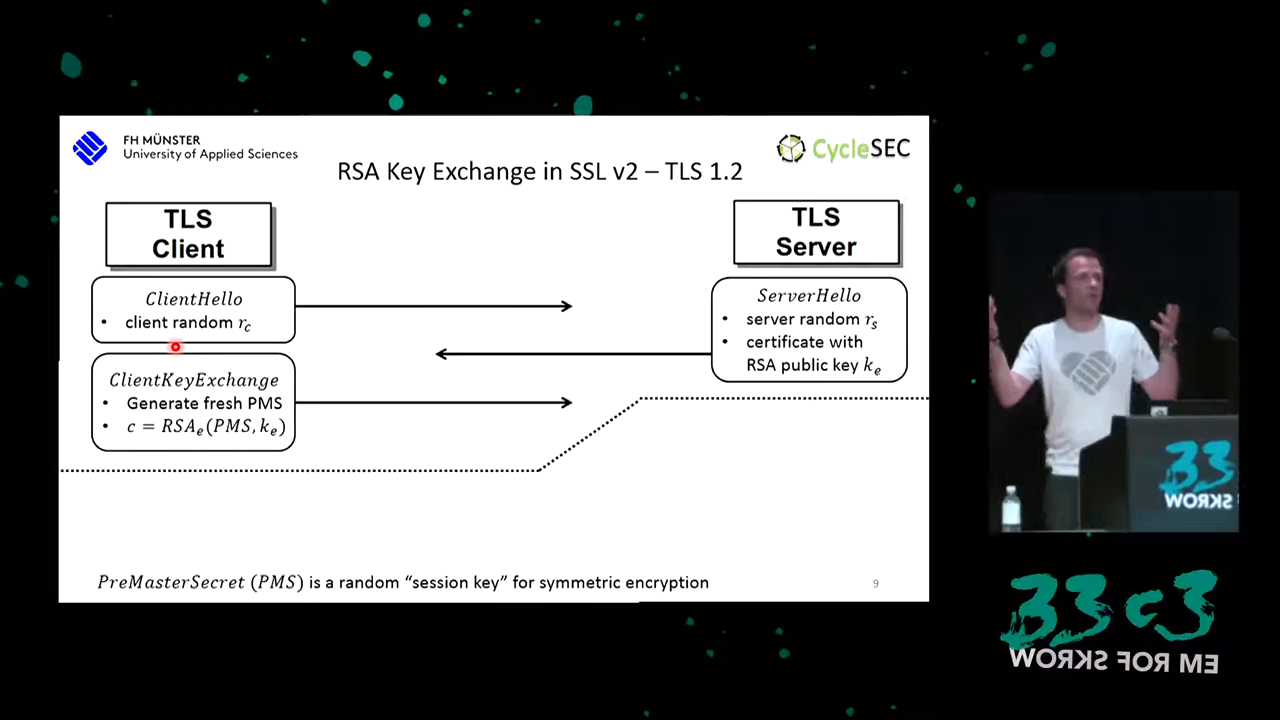 FH MÜNSTER
University of Applied Sciences
CycleSEC
RSA Key Exchange in SSL v2 – TLS 1.2
TLS
Client
TLS
Server
ClientHello
• client random r_c
ServerHello
• server random r_s
• certificate with
RSA public key k_e
ClientKeyExchange
• Generate fresh PMS
• c = RSA_e(PMS, k_e)
PreMasterSecret (PMS) is a random “session key” for symmetric encryption
9
33
WORKS F
33c3
WORKS FOR ME